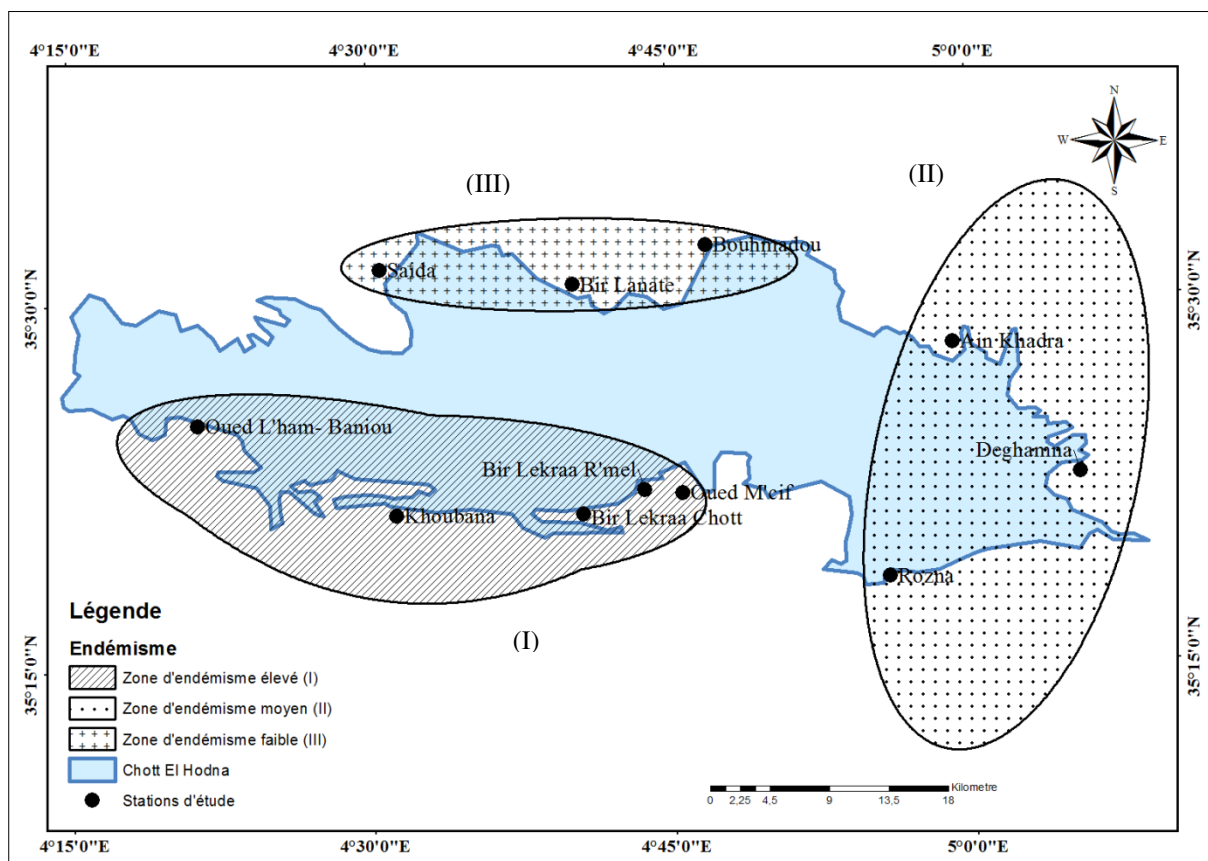 4°15'0"E 4°30'0"E 4°45'0"E 5°0'0"E
N
W E
S
(III) (II)
Bouhmadou
Saida
Bir Lanate
35°30'0"N 35°30'0"N
Ain Khadra
Oued L'ham- Baniou
Deghamna
Bir Lekraa R'mel
Oued M'cif
Khoubana
Bir Lekraa Chott
Rozna
Légende
(I)
Endémisme
35°15'0"N 35°15'0"N
Zone d'endémisme élevé (I)
Zone d'endémisme moyen (II)
Zone d'endémisme faible (III)
Chott El Hodna
Stations d'étude
Kilometre
0 2,25 4,5 9 13,5 18
4°15'0"E 4°30'0"E 4°45'0"E 5°0'0"E